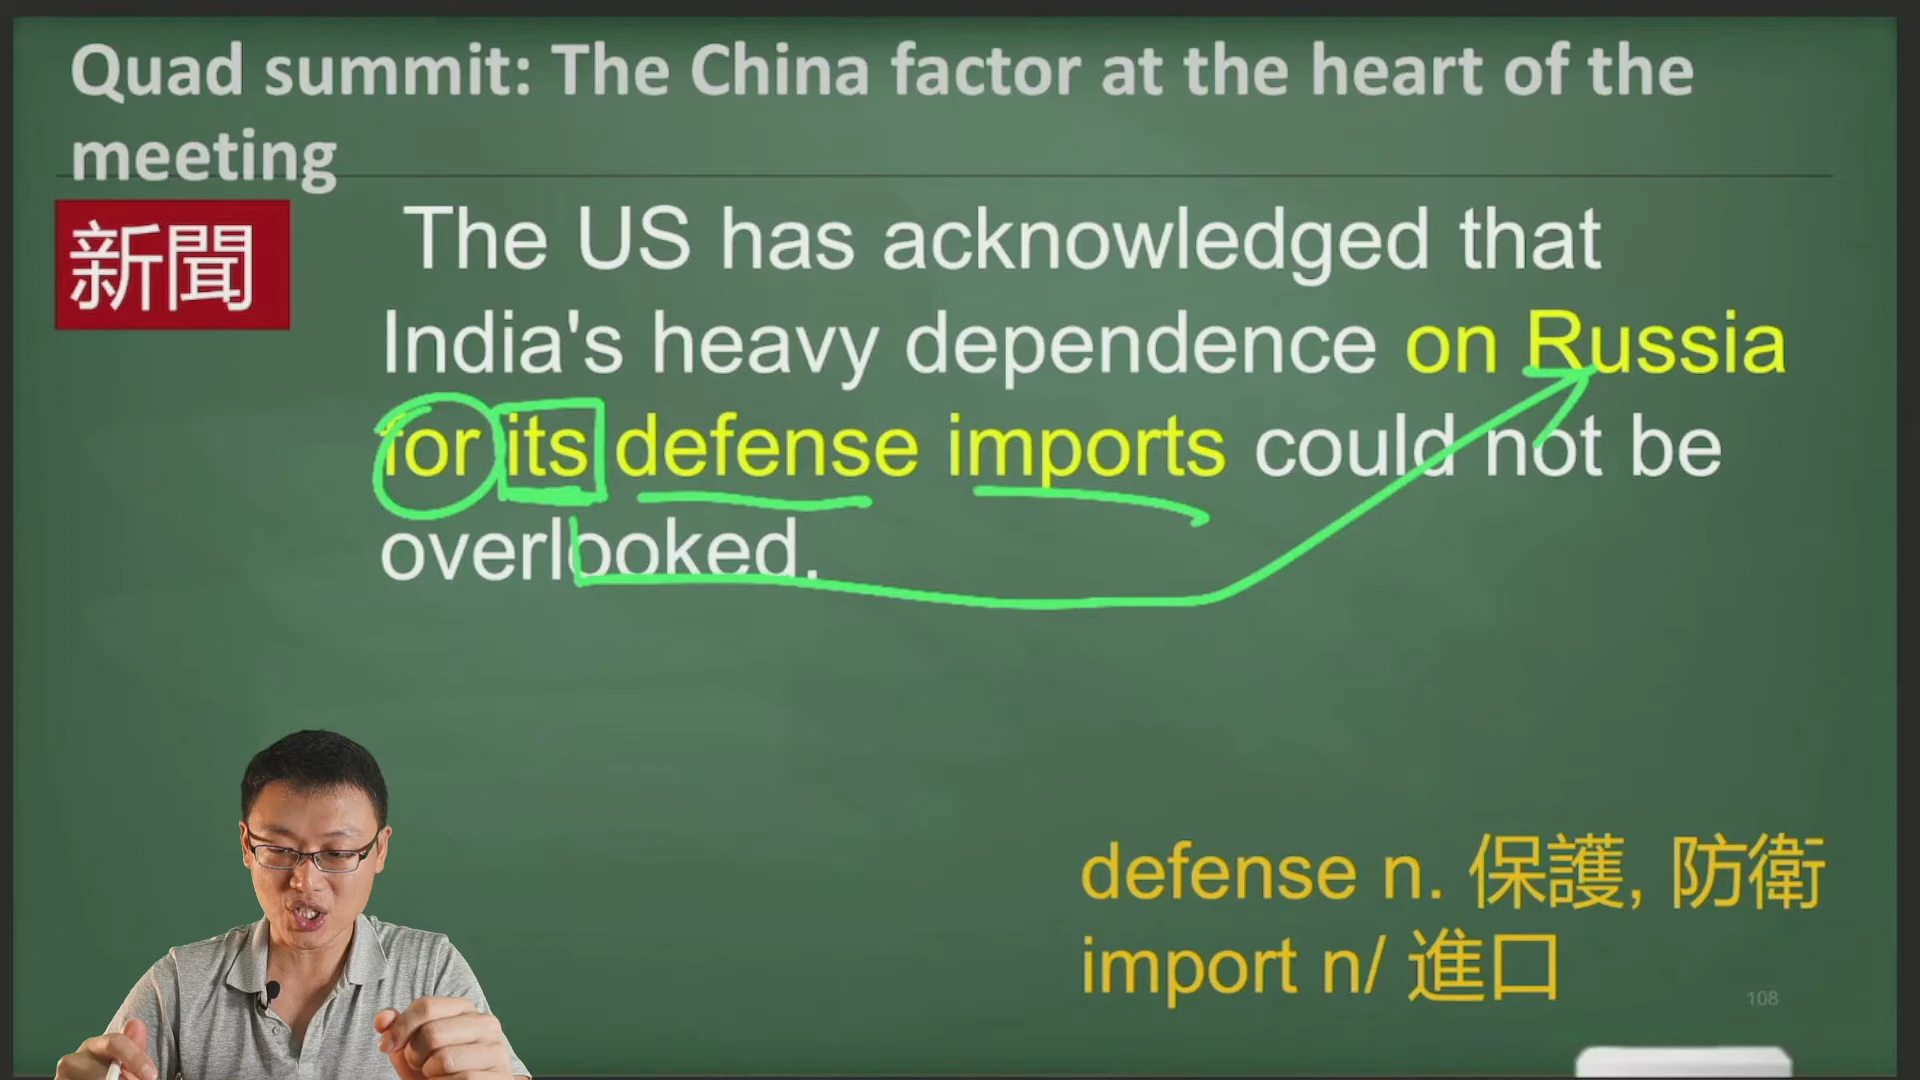 Quad summit: The China factor at the heart of the
meeting
新聞
The US has acknowledged that
India's heavy dependence on Russia
for its defense imports could not be
overlooked.
defense n. 保護, 防衛
import n/ 進口
108